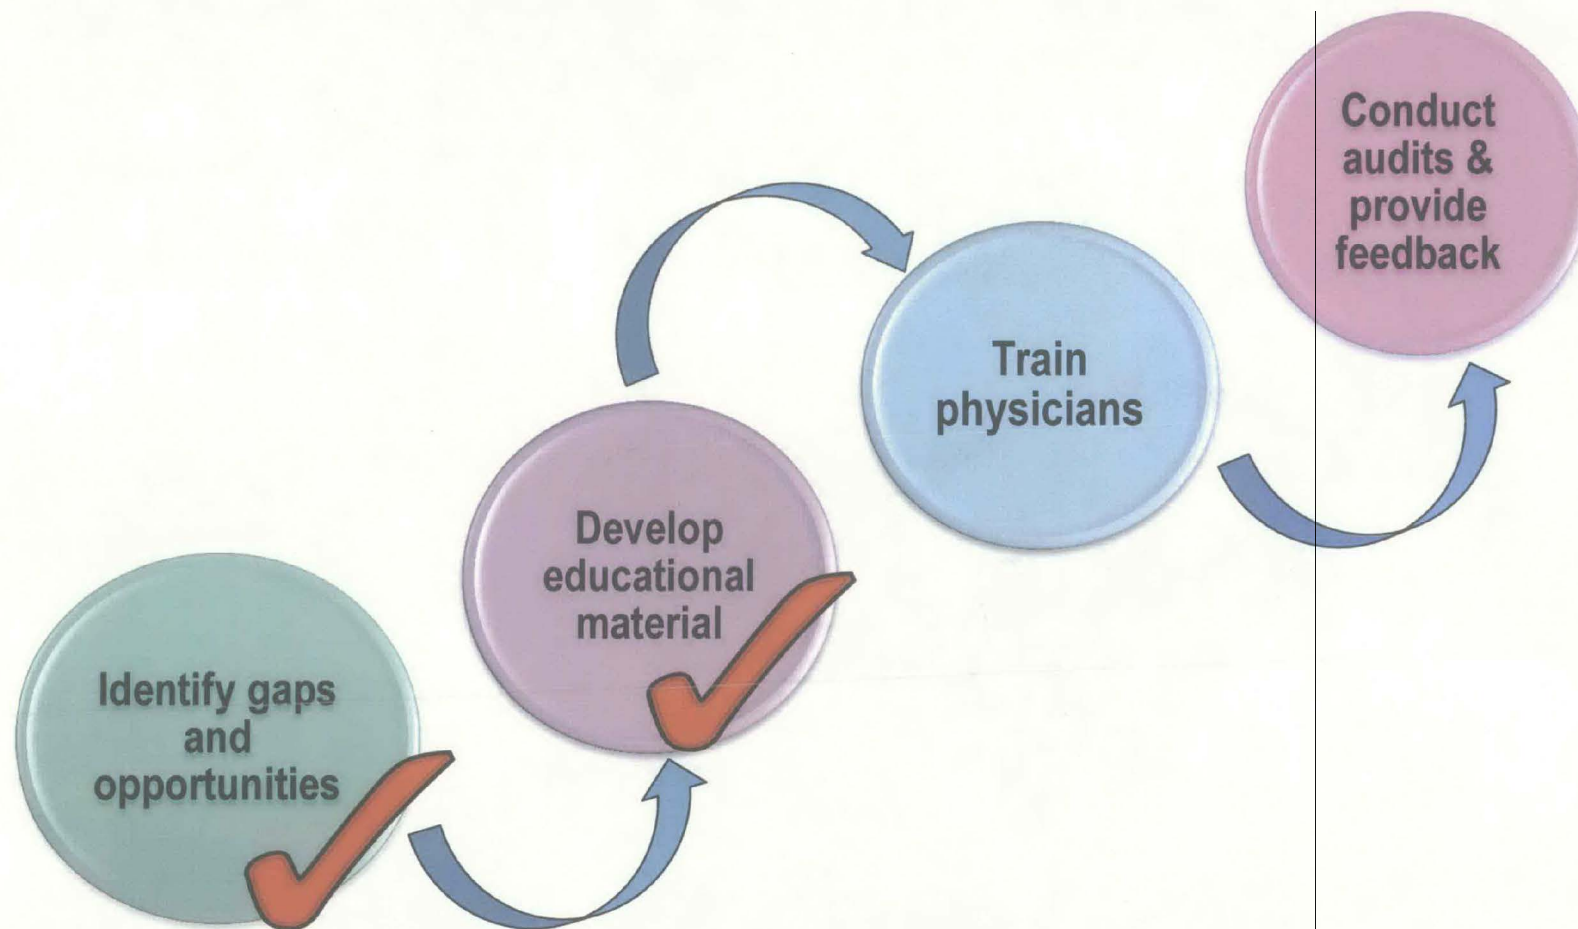 Identify gaps
and
opportunities
Develop
educational
material
Train
physicians
Conduct
audits &
provide
feedback